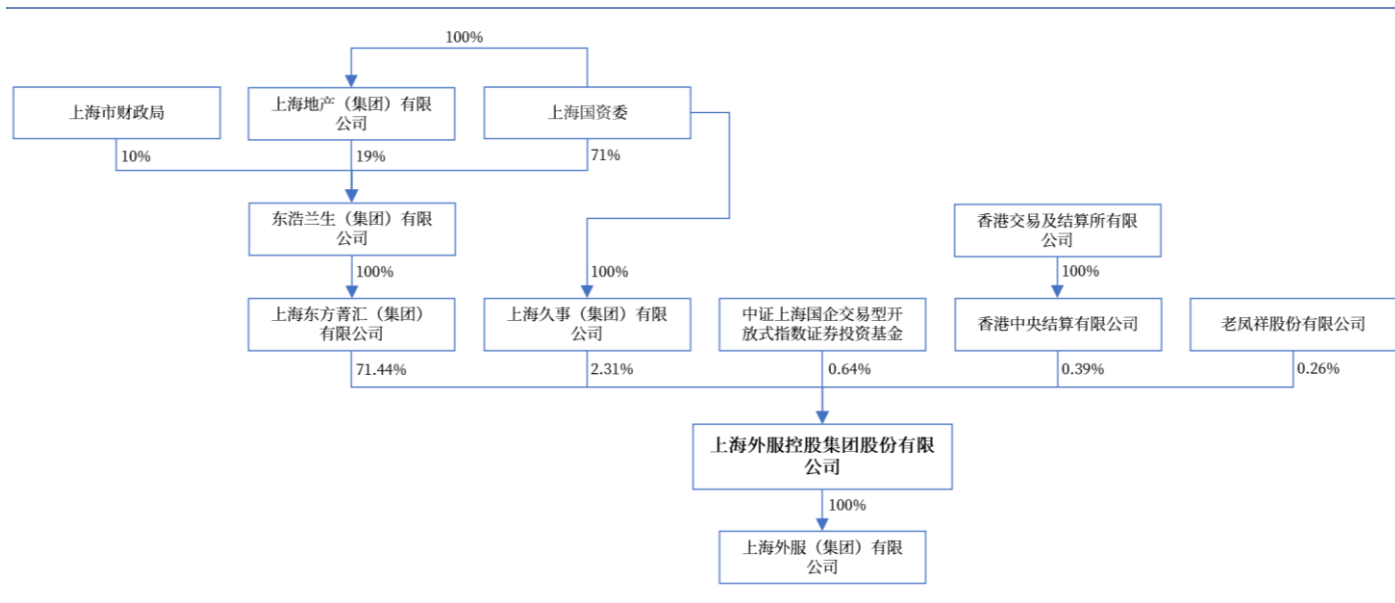 100%
上海市财政局
上海地产（集团）有限
公司
上海国资委
10%
19%
71%
东浩兰生（集团）有限
公司
香港交易及结算所有限
公司
100%
100%
100%
上海东方菁汇（集团）
有限公司
上海久事（集团）有限
公司
中证上海国企交易型开
放式指数证券投资基金
香港中央结算有限公司
老凤祥股份有限公司
71.44%
2.31%
0.64%
0.39%
0.26%
上海外服控股集团股份有限
公司
100%
上海外服（集团）有限
公司